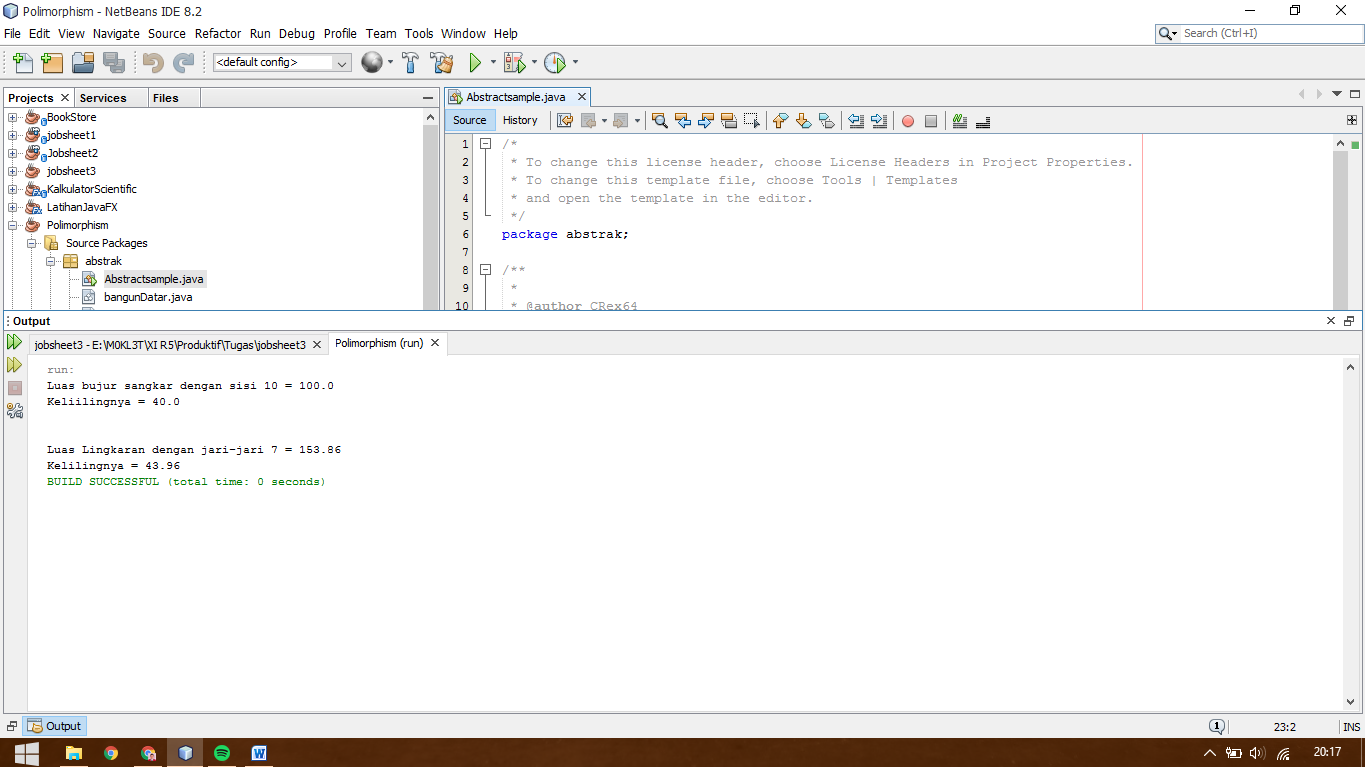 Polimorphism - NetBeans IDE 8.2
File Edit View Navigate Source Refactor Run Debug Profile Team Tools Window Help
Search (Ctrl+I)
<default config>
Projects Services Files
BookStore
jobsheet1
Jobsheet2
jobsheet3
KalkulatorScientific
LatihanJavaFX
Polimorphism
Source Packages
abstrak
Abstractsample.java
bangunDatar.java
Abstractsample.java
Source History
1 /*
2 * To change this license header, choose License Headers in Project Properties.
3 * To change this template file, choose Tools | Templates
4 * and open the template in the editor.
5 */
6 package abstrak;
7
8 /**
9 *
10 * @author CRex64
Output
jobsheet3 - E:\M0KL3T\XI R5\Produktif\Tugas\jobsheet3 Polimorphism (run)
run:
Luas bujur sangkar dengan sisi 10 = 100.0
Keliilingnya = 40.0
Luas Lingkaran dengan jari-jari 7 = 153.86
Kelilingnya = 43.96
BUILD SUCCESSFUL (total time: 0 seconds)
Output
1 23:2 INS
20:17